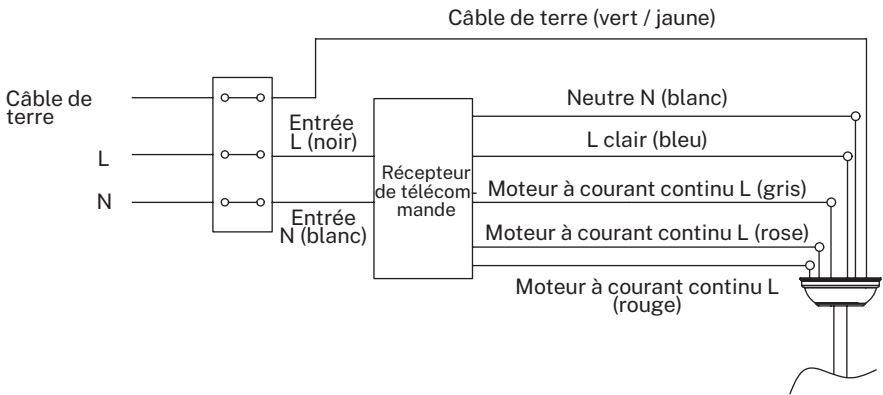 Câble de terre (vert / jaune)
Câble de
terre
L
N
Entrée
L (noir)
Entrée
N (blanc)
Récepteur
de télécom-
mande
Neutre N (blanc)
L clair (bleu)
Moteur à courant continu L (gris)
Moteur à courant continu L (rose)
Moteur à courant continu L
(rouge)